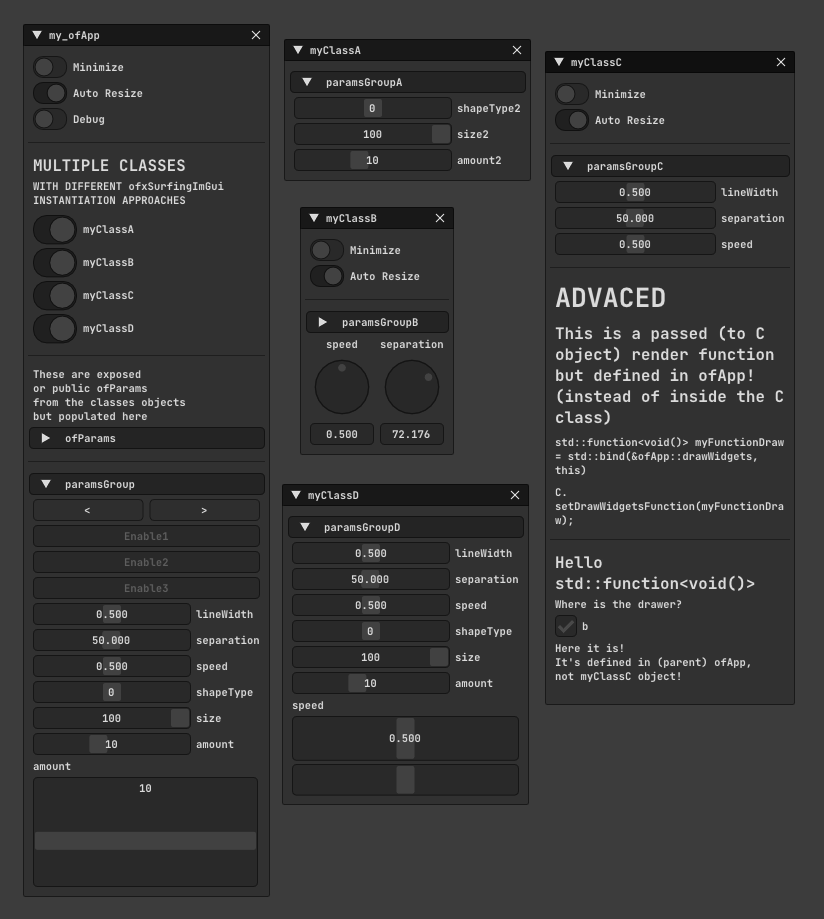 my_ofApp
Minimize
Auto Resize
Debug
MULTIPLE CLASSES
WITH DIFFERENT ofxSurfingImGui
INSTANTIATION APPROACHES
myClassA
myClassB
myClassC
myClassD
These are exposed
or public ofParams
from the classes objects
but populated here
ofParams
paramsGroup
< >
Enable1
Enable2
Enable3
0.500 lineWidth
50.000 separation
0.500 speed
0 shapeType
100 size
10 amount
amount
10
myClassA
paramsGroupA
0 shapeType2
100 size2
10 amount2
myClassB
Minimize
Auto Resize
paramsGroupB
speed separation
0.500 72.176
myClassD
paramsGroupD
0.500 lineWidth
50.000 separation
0.500 speed
0 shapeType
100 size
10 amount
speed
0.500
myClassC
Minimize
Auto Resize
paramsGroupC
0.500 lineWidth
50.000 separation
0.500 speed
ADVACED
This is a passed (to C
object) render function
but defined in ofApp!
(instead of inside the C
class)
std::function<void()> myFunctionDraw
= std::bind(&ofApp::drawWidgets,
this)
C.
setDrawWidgetsFunction(myFunctionDra
w);
Hello
std::function<void()>
Where is the drawer?
b
Here it is!
It's defined in (parent) ofApp,
not myClassC object!